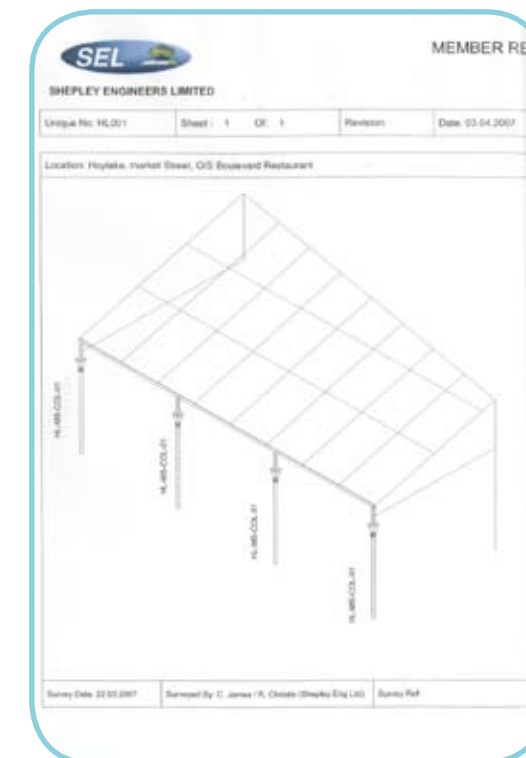 SEL
MEMBER RE
SHEPLEY ENGINEERS LIMITED
Unique No: HL001 Sheet : 1 Of: 1 Revision: Date: 03.04.2007
Location: Hoylake, market Street, O/S Boulevard Restaurant
HL-MS-COL-01
HL-MS-COL-01
HL-MS-COL-01
HL-MS-COL-01
Survey Date: 22.03.2007 Surveyed By: C. James / R. Christie (Shepley Eng Ltd) Survey Ref: